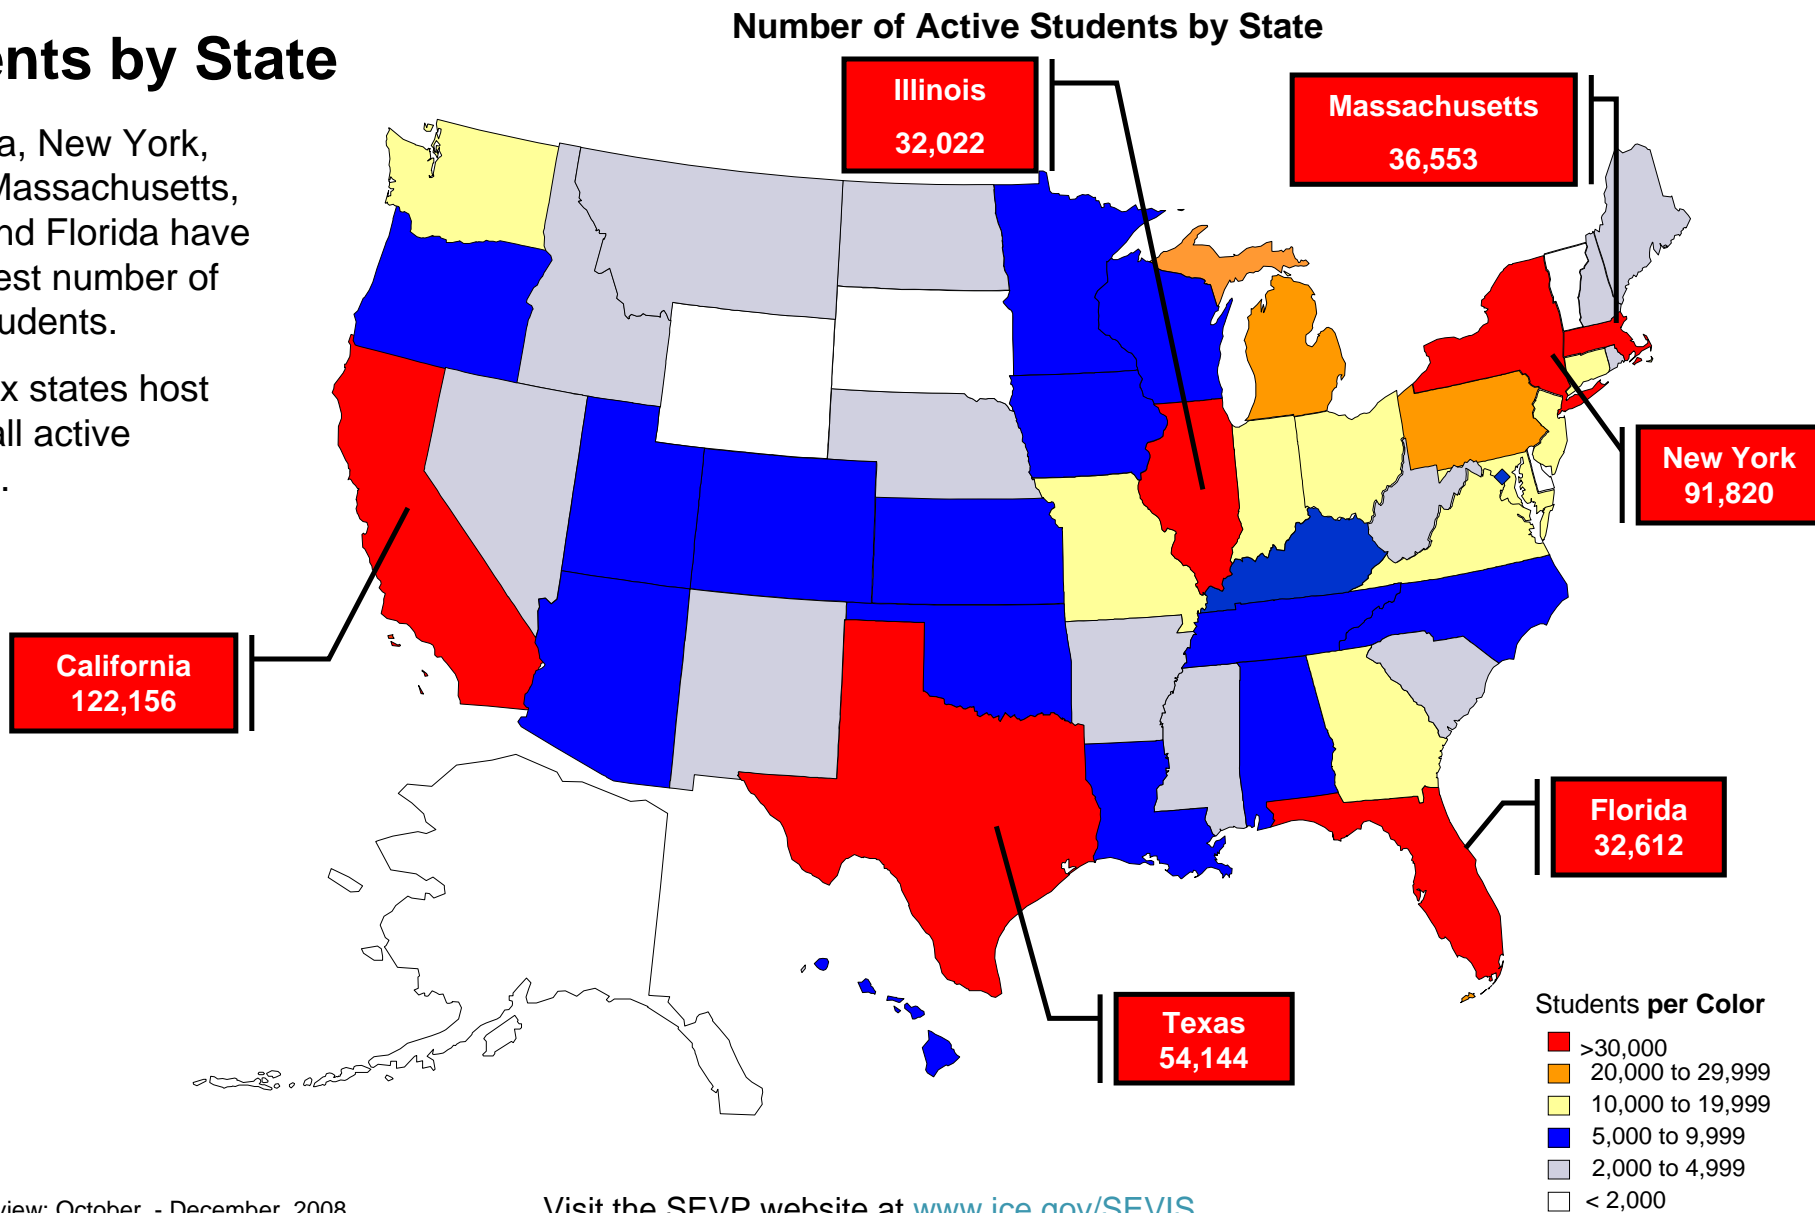 Number of Active Students by State
ents by State
a, New York,
Massachusetts,
nd Florida have
est number of
udents.
x states host
all active
.
Illinois
32,022
Massachusetts
36,553
New York
91,820
California
122,156
Florida
32,612
Texas
54,144
Students per Color
>30,000
20,000 to 29,999
10,000 to 19,999
5,000 to 9,999
2,000 to 4,999
< 2,000
view: October - December 2008
Visit the SEVP website at www.ice.gov/SEVIS